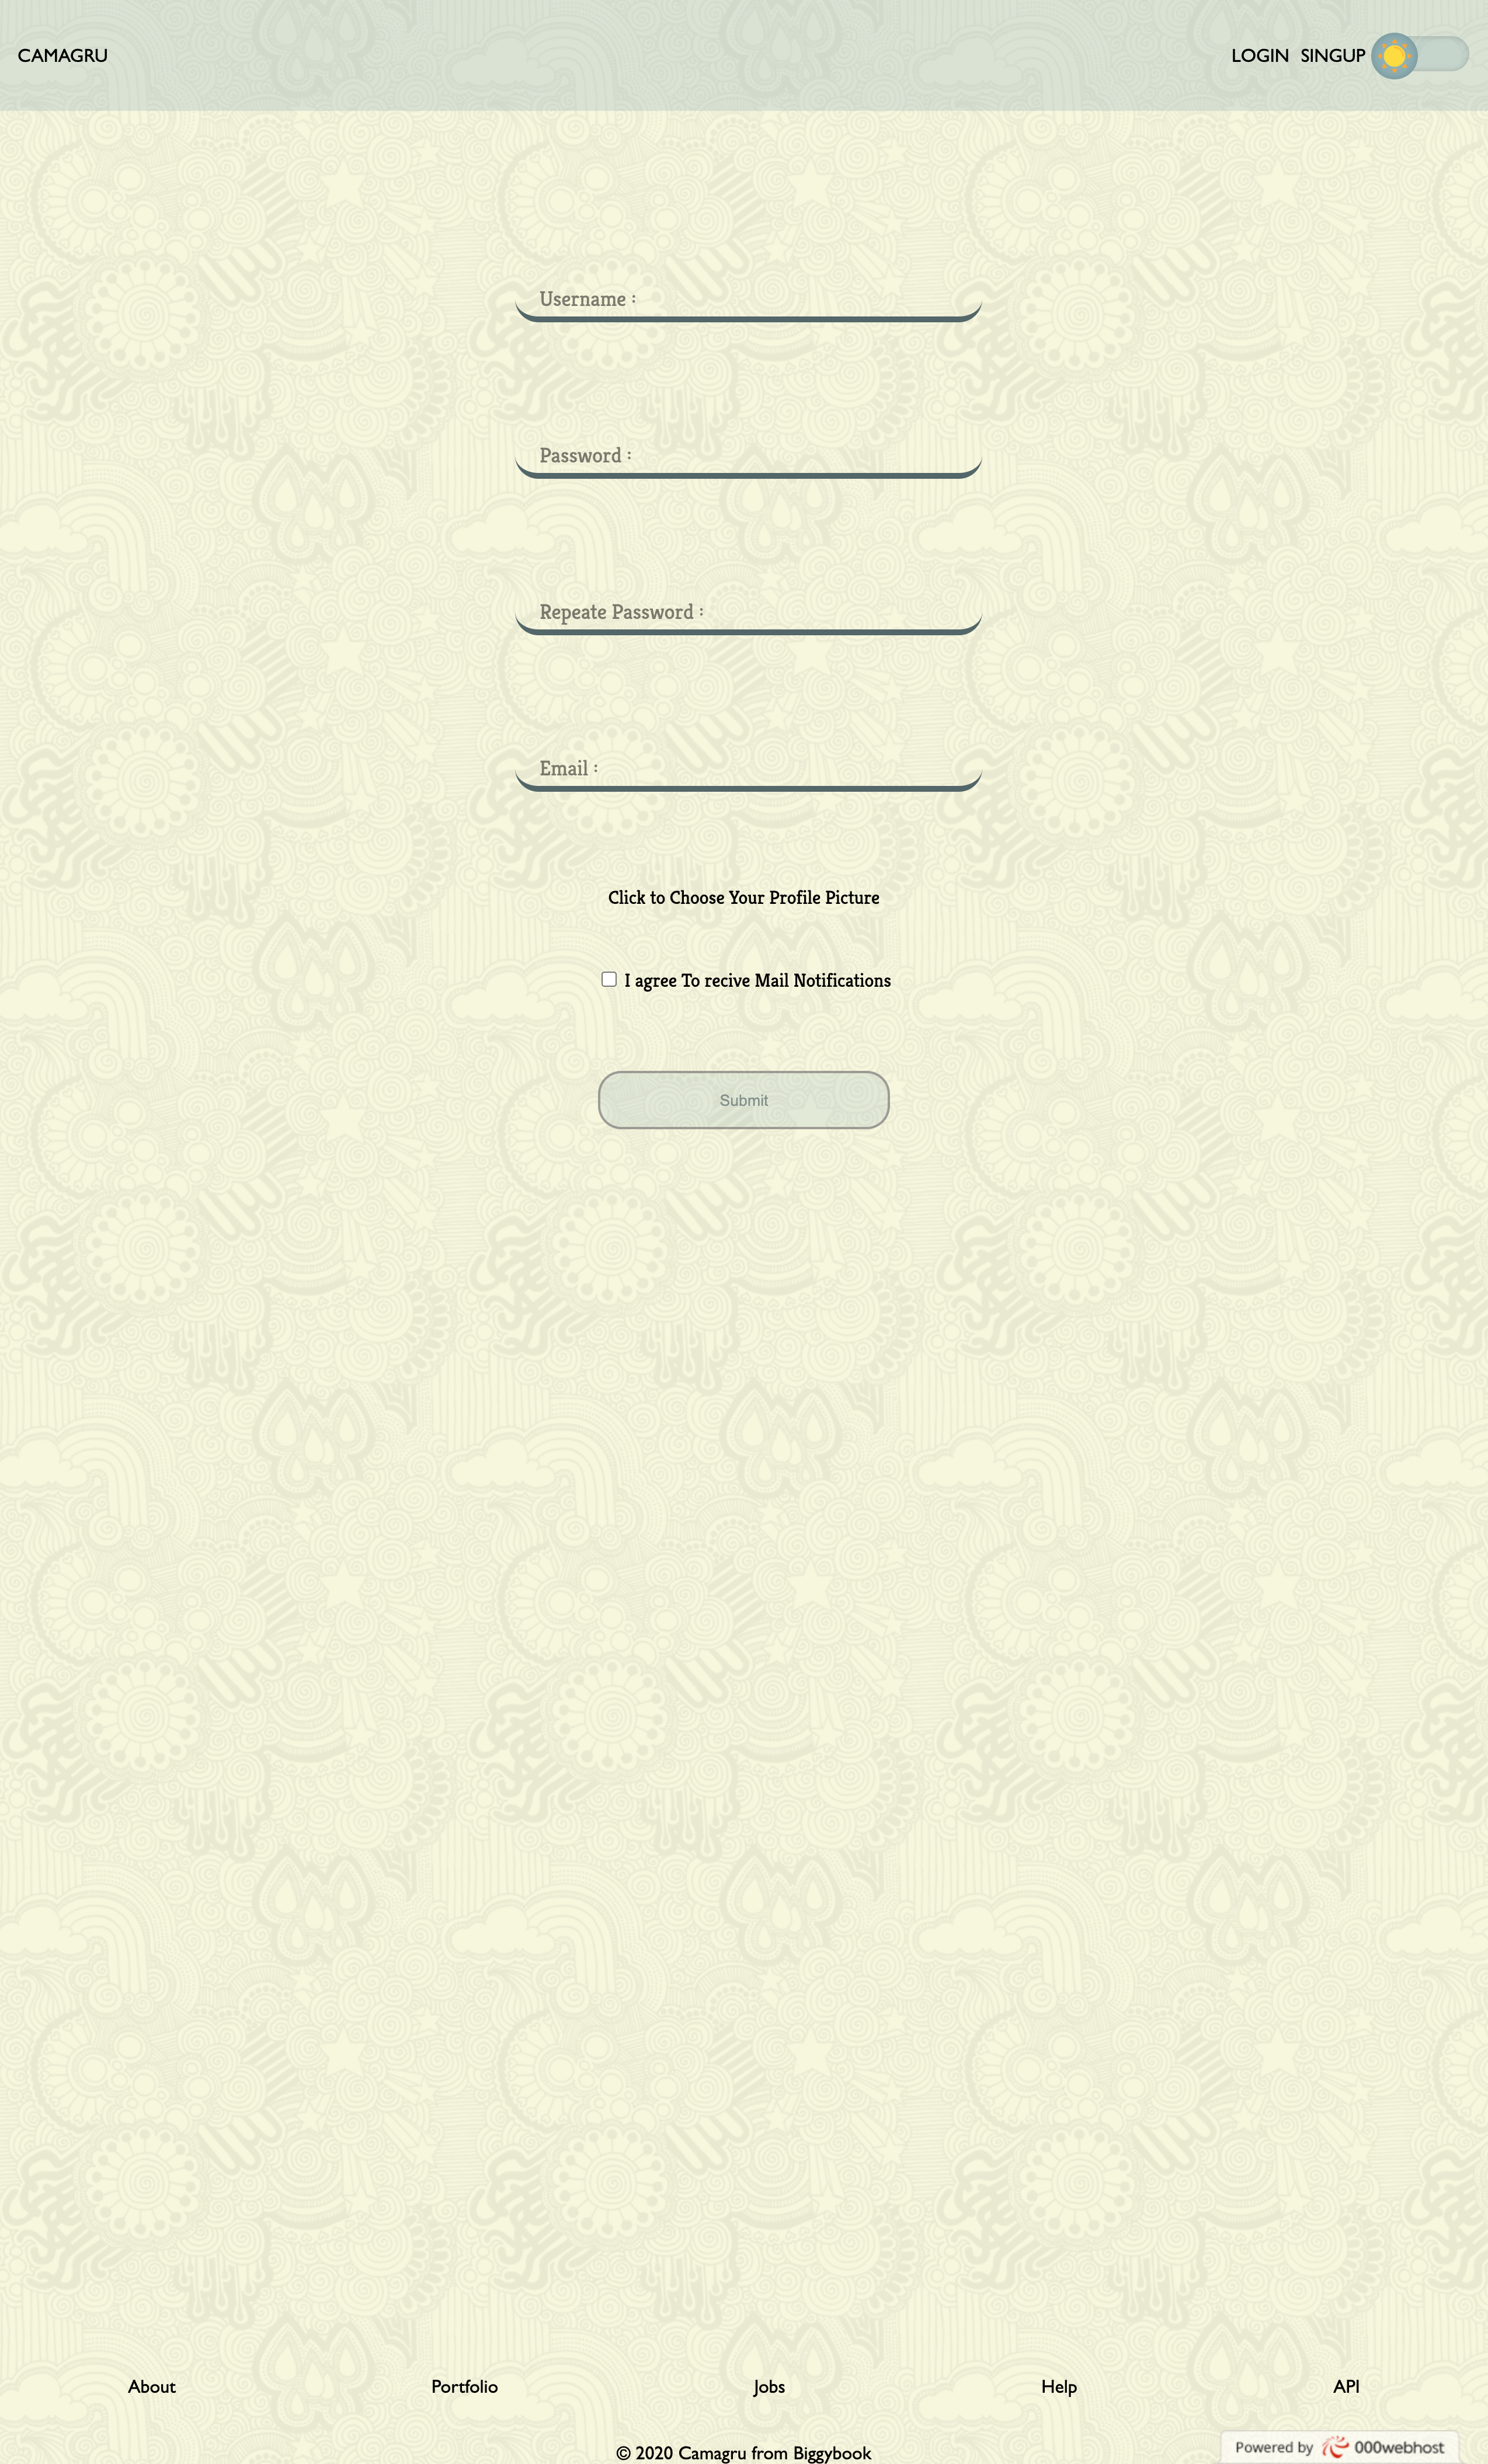 CAMAGRU
LOGIN SINGUP
Username :
Password :
Repeate Password :
Email :
Click to Choose Your Profile Picture
I agree To recive Mail Notifications
Submit
About Portfolio Jobs Help API
© 2020 Camagru from Biggybook
Powered by 000webhost